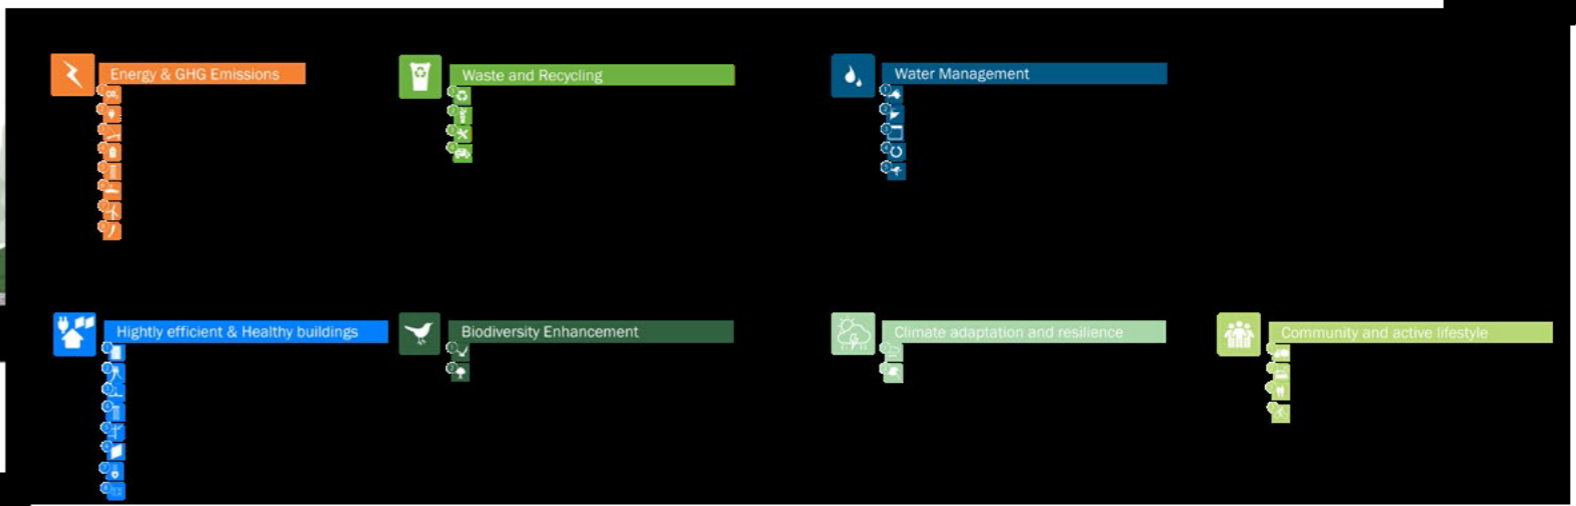 Energy & GHG Emissions
Waste and Recycling
Water Management
Hightly efficient & Healthy buildings
Biodiversity Enhancement
Climate adaptation and resilience
Community and active lifestyle